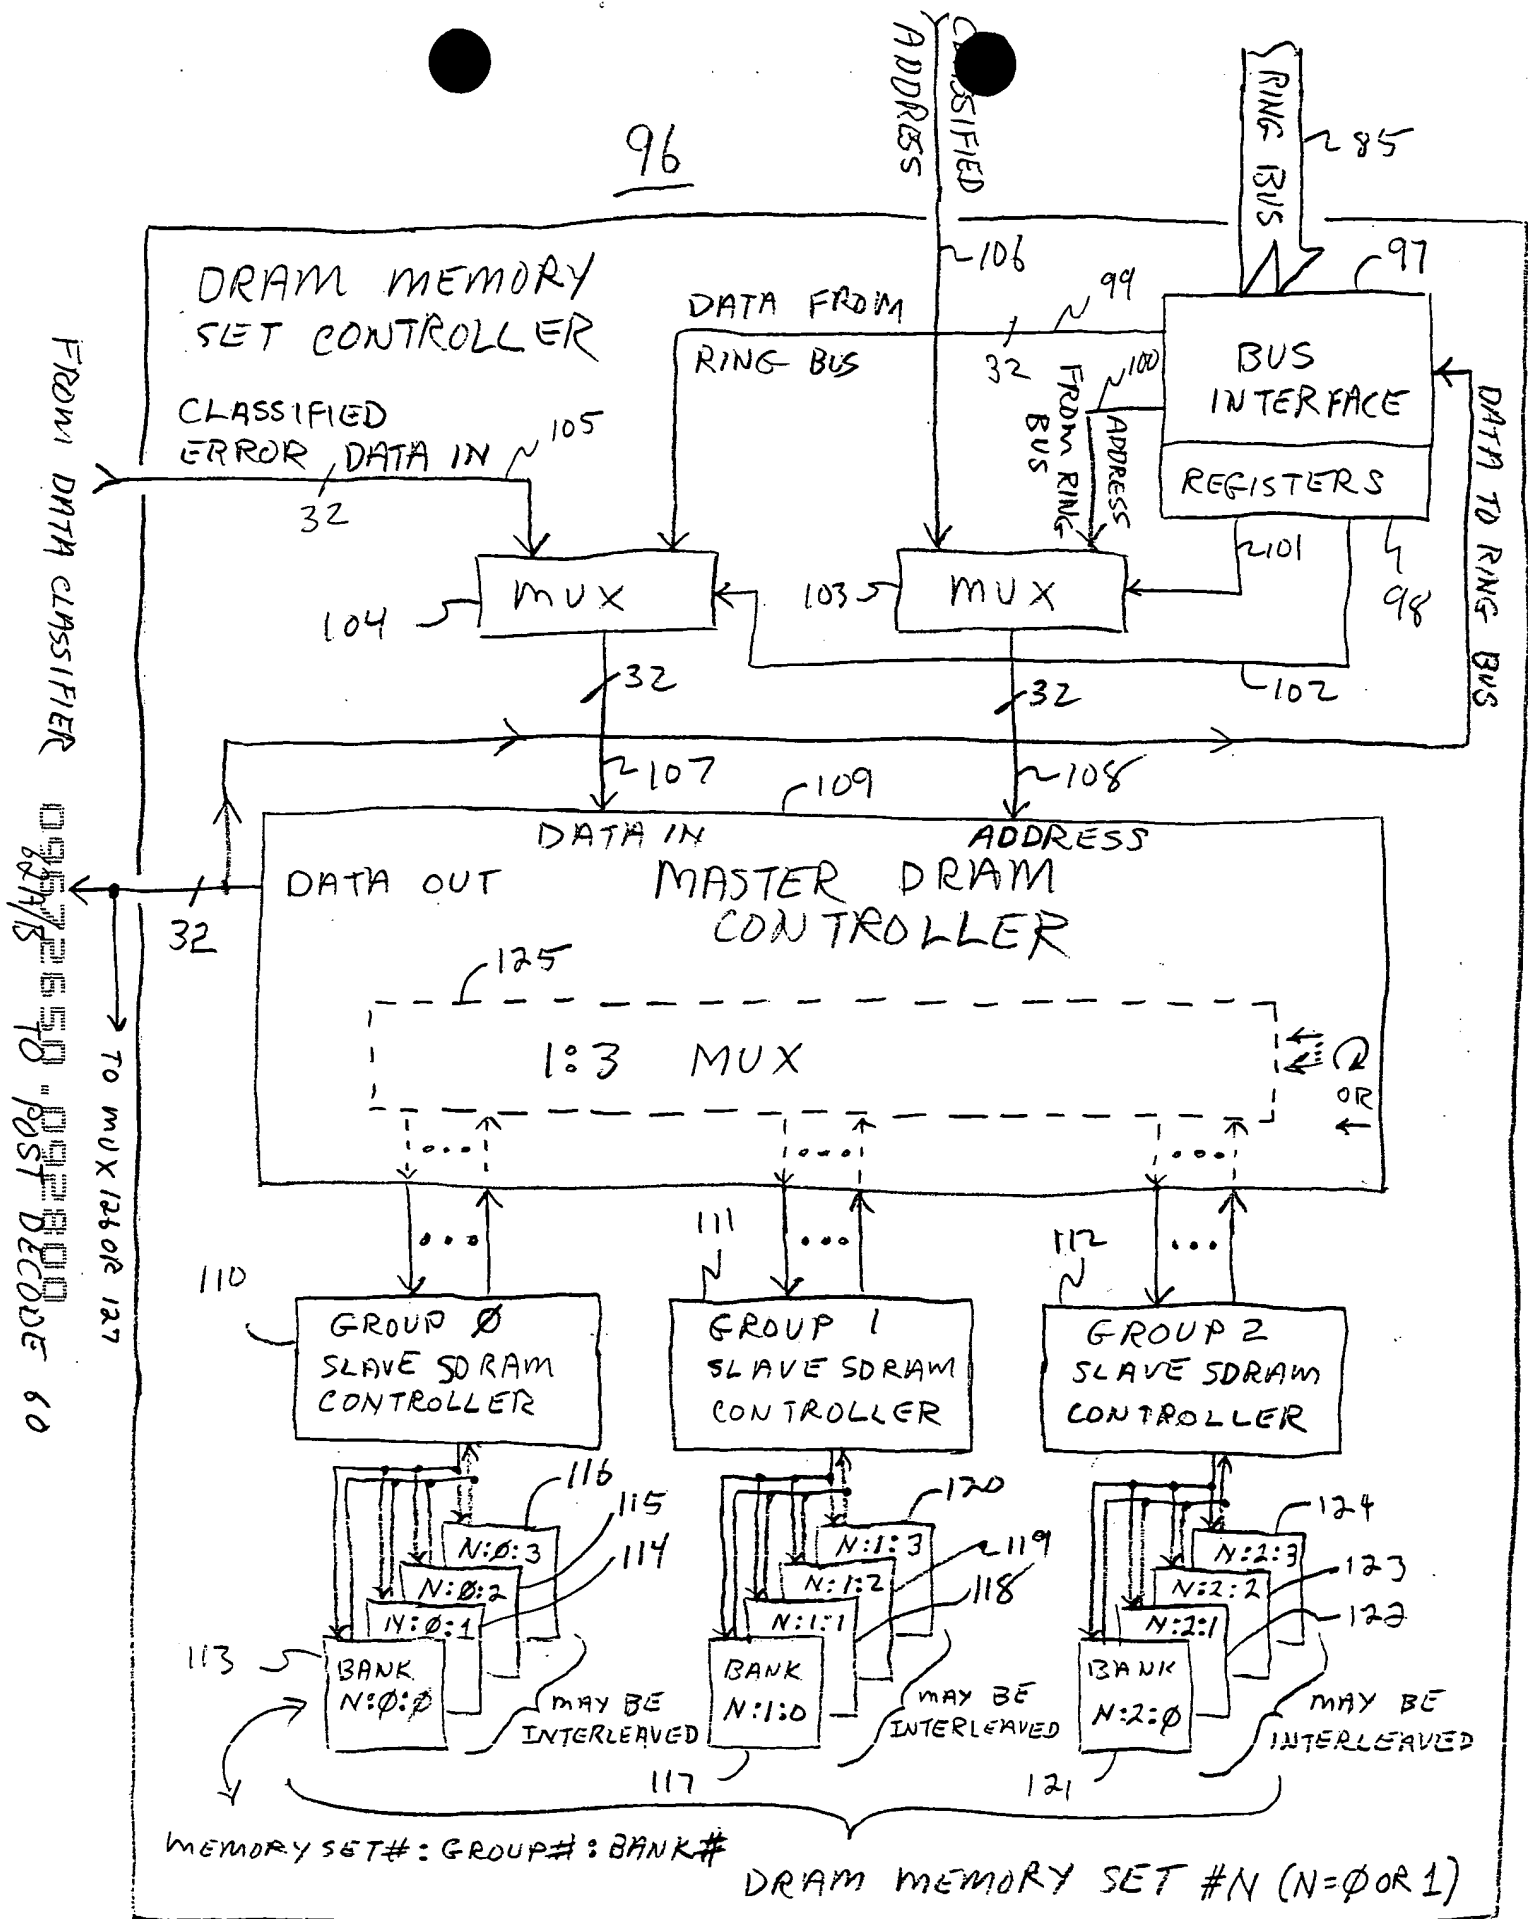 CLASSIFIED
ADDRESS
RING BUS
85
96
DRAM MEMORY
SET CONTROLLER
106
97
DATA FROM
RING BUS
99
32
100
ADDRESS
FROM RING
BUS
BUS
INTERFACE
REGISTERS
DATA TO RING BUS
FROM DATA CLASSIFIER
CLASSIFIED
ERROR DATA IN
105
32
101
98
MUX
104
MUX
103
102
32
32
107
108
109
DATA IN
ADDRESS
DATA OUT
MASTER DRAM
CONTROLLER
32
125
1:3 MUX
OR
TO MUX 126 OR 127
62A/B TO POST DECODE 60
09572650.092800
110
111
112
GROUP Ø
SLAVE SDRAM
CONTROLLER
GROUP 1
SLAVE SDRAM
CONTROLLER
GROUP 2
SLAVE SDRAM
CONTROLLER
116
115
114
113
N:Ø:3
N:Ø:2
N:Ø:1
BANK
N:Ø:Ø
MAY BE
INTERLEAVED
120
119
118
117
N:1:3
N:1:2
N:1:1
BANK
N:1:0
MAY BE
INTERLEAVED
124
123
122
121
N:2:3
N:2:2
N:2:1
BANK
N:2:Ø
MAY BE
INTERLEAVED
MEMORY SET#:GROUP#:BANK#
DRAM MEMORY SET #N (N=Ø OR 1)